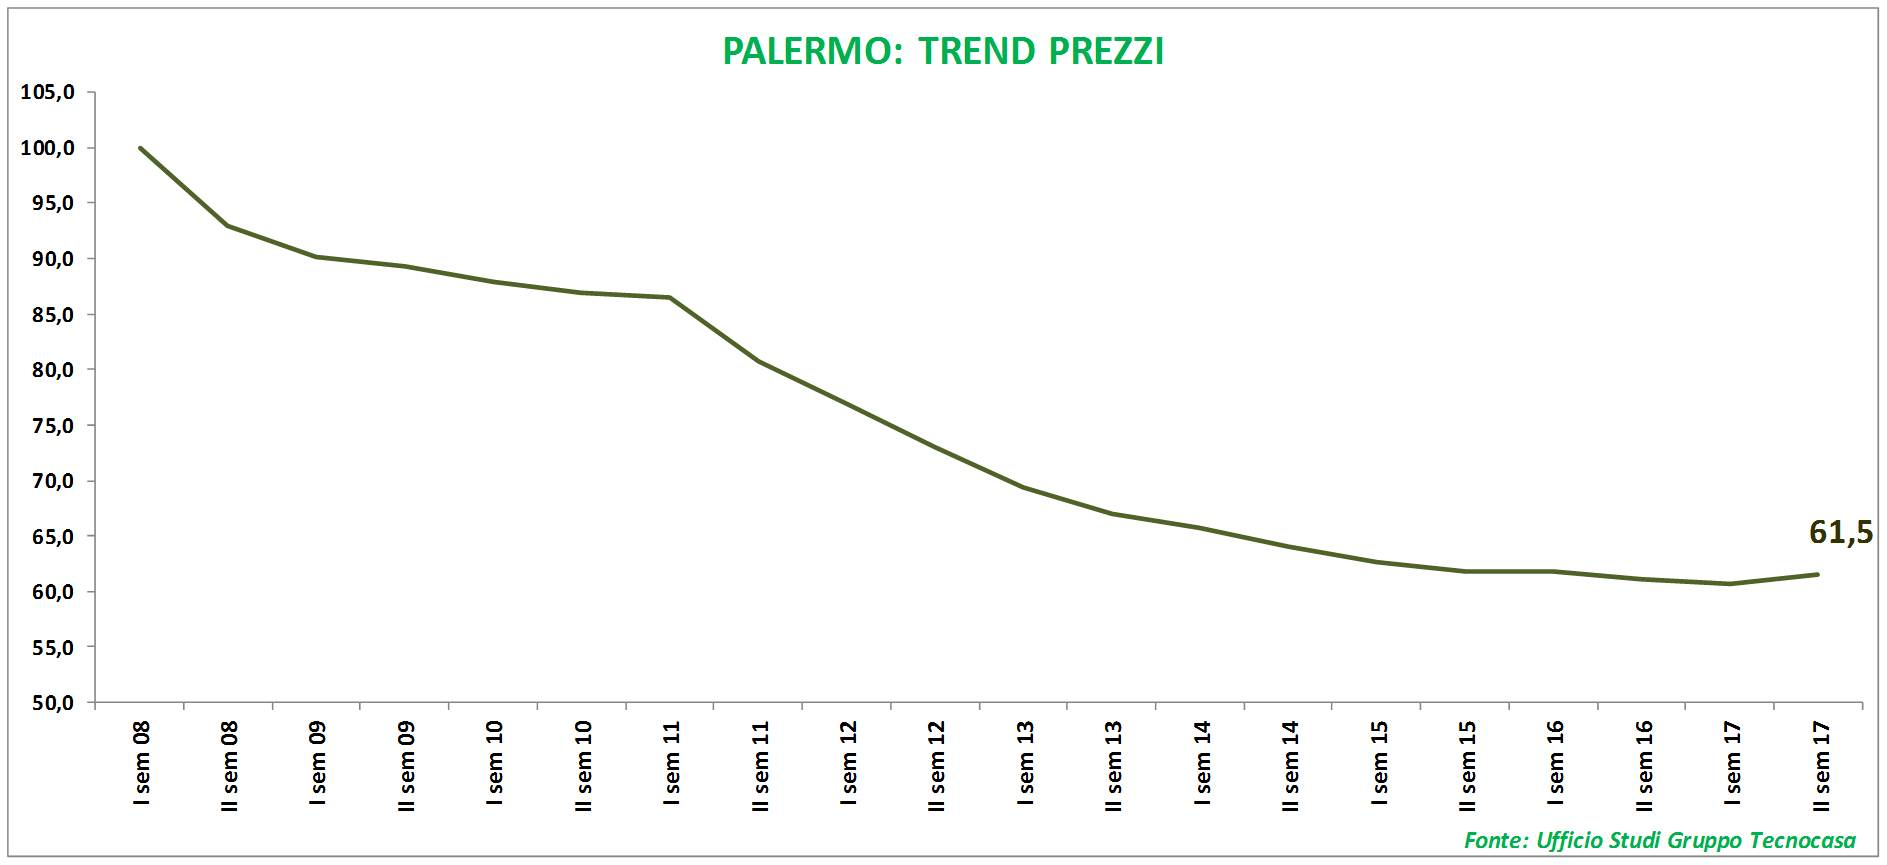 PALERMO: TREND PREZZI
105,0
100,0
95,0
90,0
85,0
80,0
75,0
70,0
65,0
60,0
55,0
50,0
61,5
I sem 08
II sem 08
I sem 09
II sem 09
I sem 10
II sem 10
I sem 11
II sem 11
I sem 12
II sem 12
I sem 13
II sem 13
I sem 14
II sem 14
I sem 15
II sem 15
I sem 16
II sem 16
I sem 17
II sem 17
Fonte: Ufficio Studi Gruppo Tecnocasa